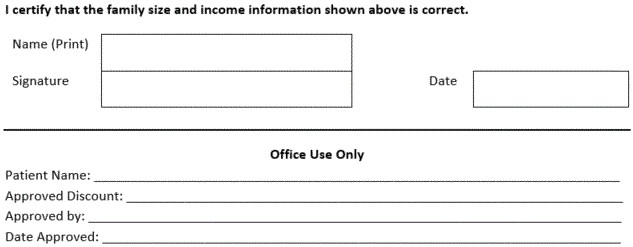 I certify that the family size and income information shown above is correct.
Name (Print)
Signature Date
Office Use Only
Patient Name:
Approved Discount:
Approved by:
Date Approved: